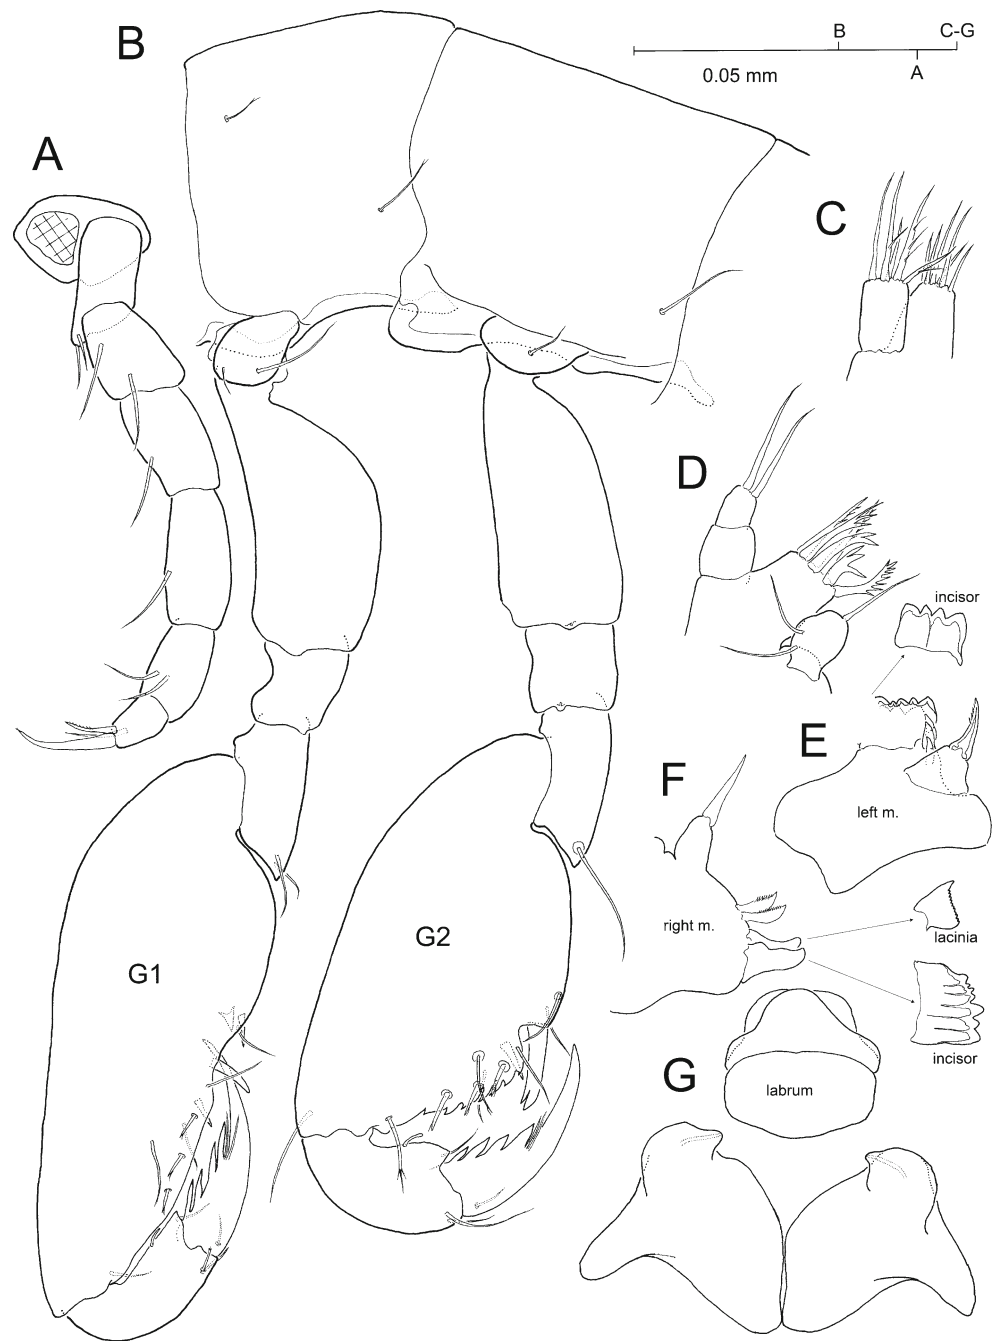 B
B
C-G
0.05 mm
A
A
C
D
incisor
E
F
left m.
right m.
lacinia
G2
G1
incisor
G
labrum